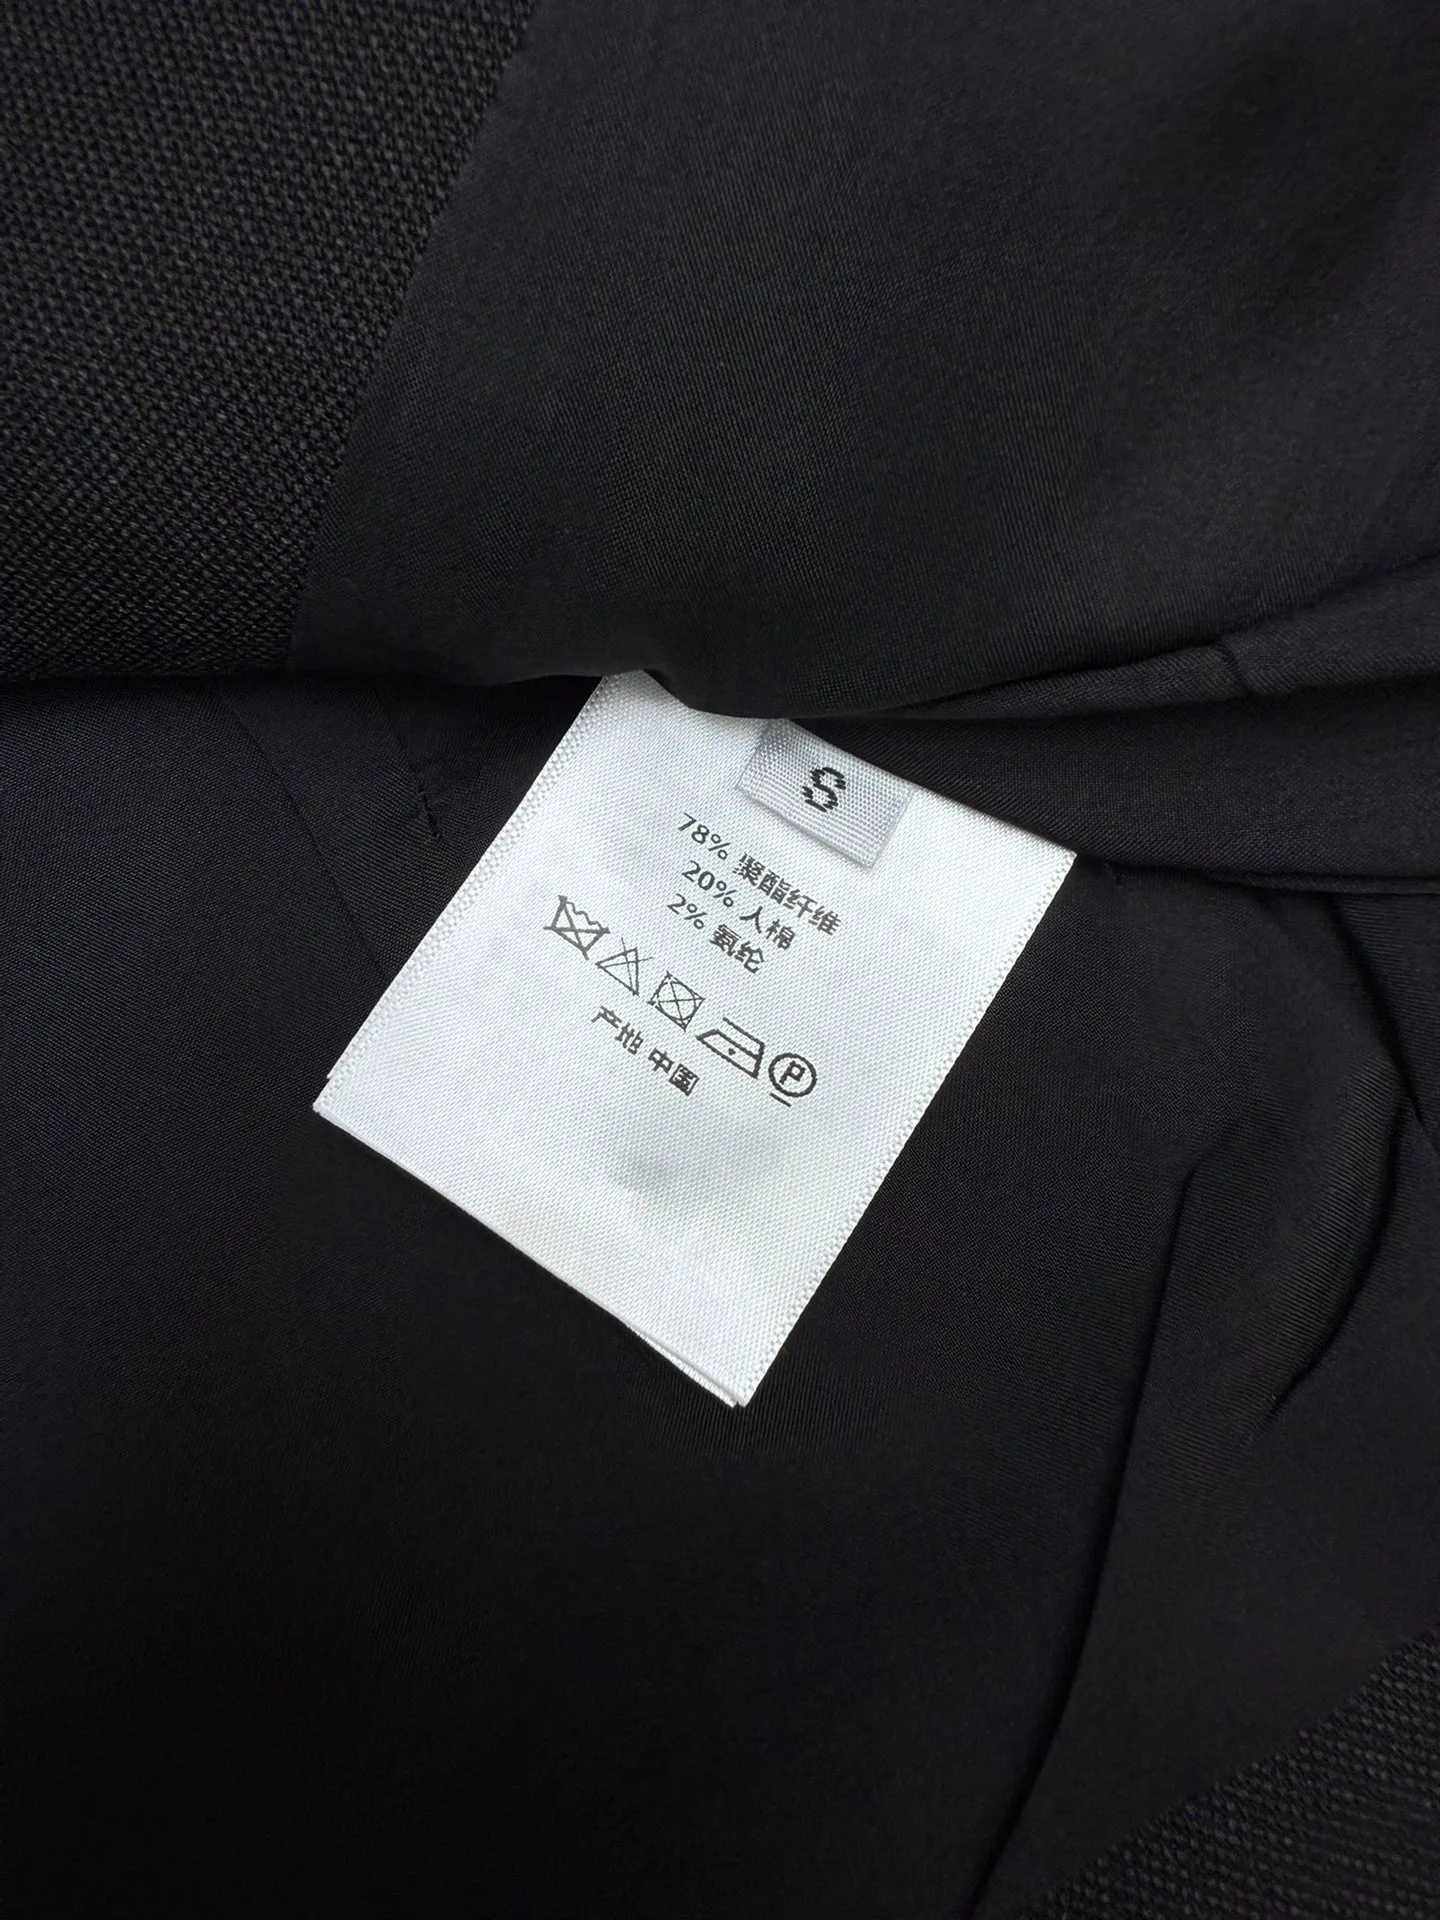 S
78% 聚酯纤维
20% 人棉
2% 氨纶
P
产地 中国